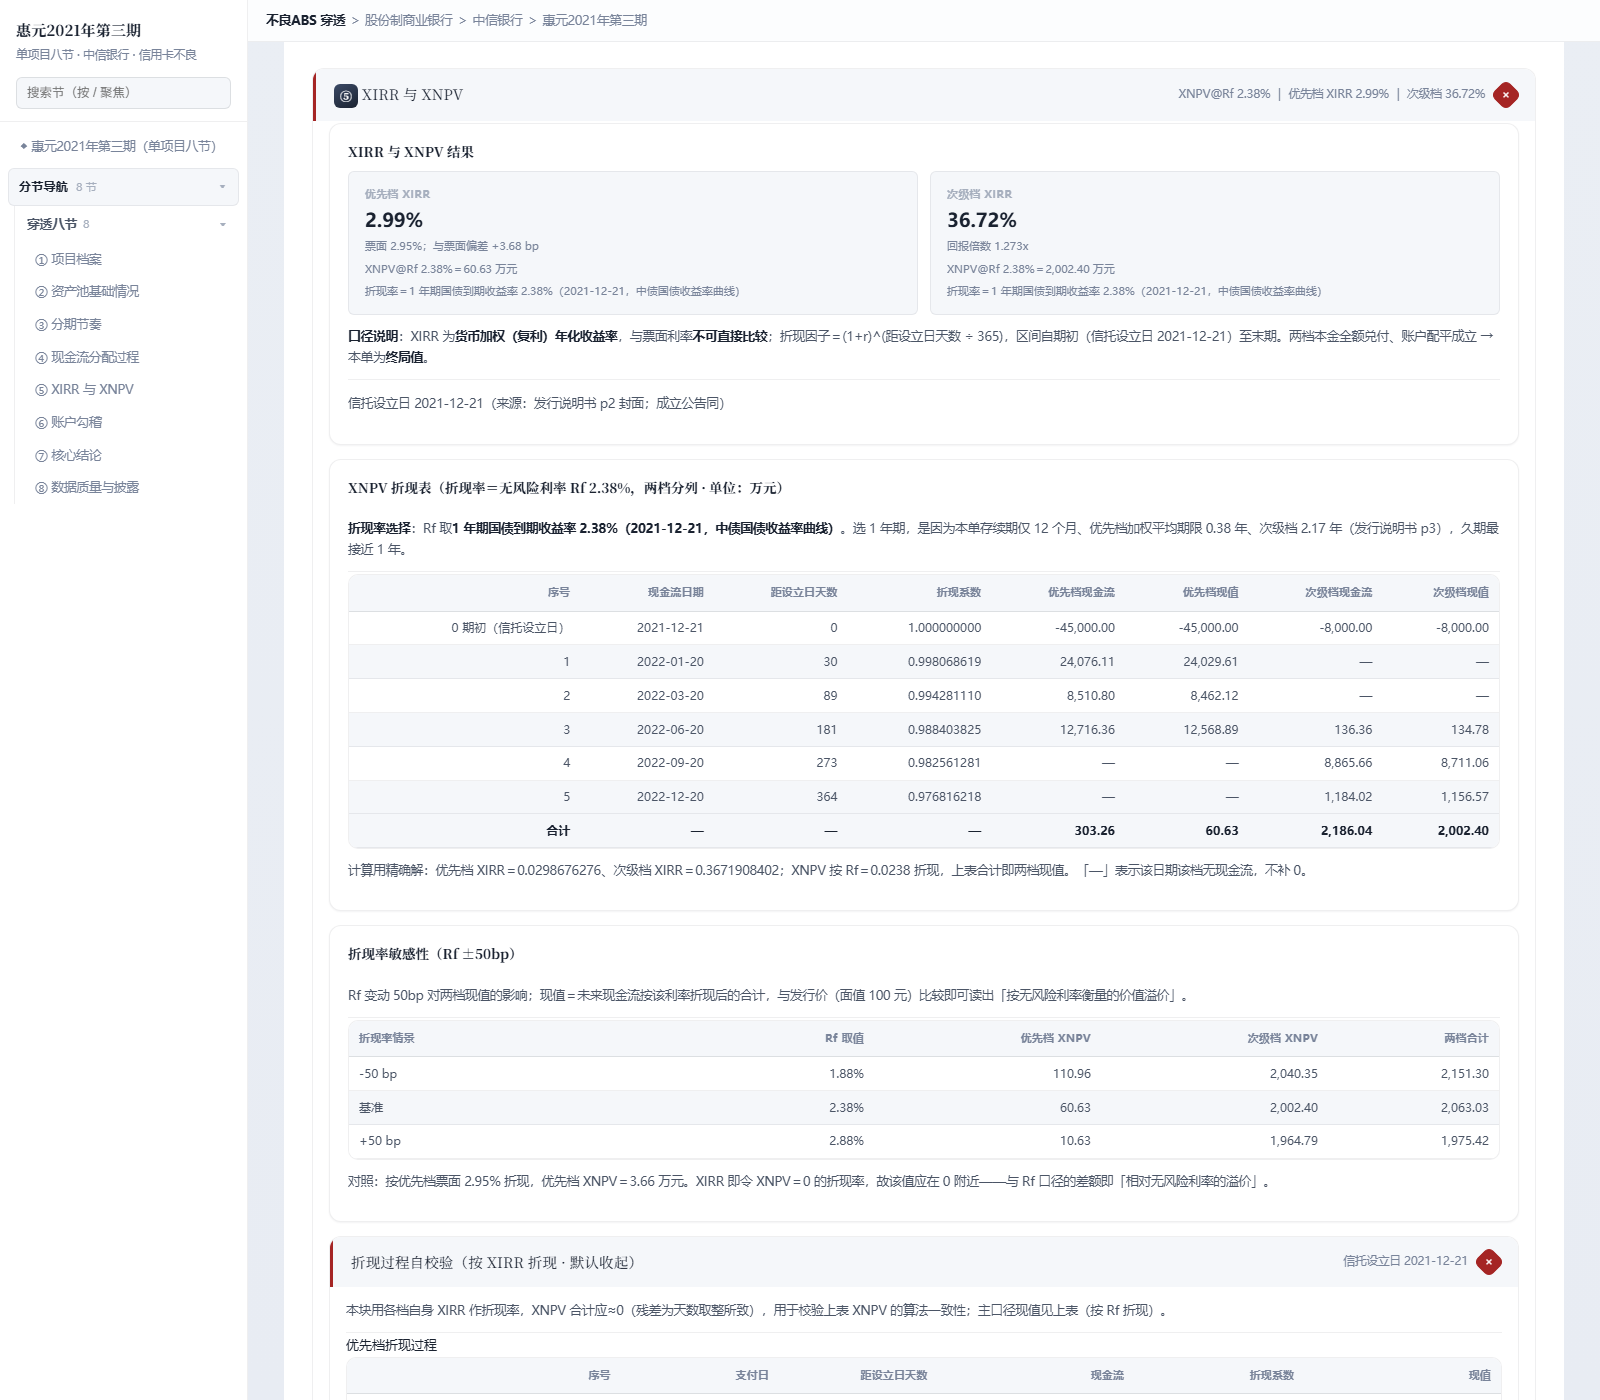 惠元2021年第三期
单项目八节 · 中信银行 · 信用卡不良
搜索节（按 / 聚焦）
惠元2021年第三期（单项目八节）
分节导航 8 节
穿透八节 8
① 项目档案
② 资产池基础情况
③ 分期节奏
④ 现金流分配过程
⑤ XIRR 与 XNPV
⑥ 账户勾稽
⑦ 核心结论
⑧ 数据质量与披露
不良ABS 穿透 > 股份制商业银行 > 中信银行 > 惠元2021年第三期
⑤ XIRR 与 XNPV XNPV@Rf 2.38% | 优先档 XIRR 2.99% | 次级档 36.72% ×
XIRR 与 XNPV 结果
优先档 XIRR
2.99%
票面 2.95%；与票面偏差 +3.68 bp
XNPV@Rf 2.38%＝60.63 万元
折现率＝1 年期国债到期收益率 2.38%（2021-12-21，中债国债收益率曲线）
次级档 XIRR
36.72%
回报倍数 1.273x
XNPV@Rf 2.38%＝2,002.40 万元
折现率＝1 年期国债到期收益率 2.38%（2021-12-21，中债国债收益率曲线）
口径说明：XIRR 为货币加权（复利）年化收益率，与票面利率不可直接比较；折现因子＝(1+r)^(距设立日天数 ÷ 365)，区间自期初（信托设立日 2021-12-21）至末期。两档本金全额兑付、账户配平成立 →
本单为终局值。
信托设立日 2021-12-21（来源：发行说明书 p2 封面；成立公告同）
XNPV 折现表（折现率＝无风险利率 Rf 2.38%，两档分列 · 单位：万元）
折现率选择：Rf 取1 年期国债到期收益率 2.38%（2021-12-21，中债国债收益率曲线）。选 1 年期，是因为本单存续期仅 12 个月、优先档加权平均期限 0.38 年、次级档 2.17 年（发行说明书 p3），久期最
接近 1 年。
序号 现金流日期 距设立日天数 折现系数 优先档现金流 优先档现值 次级档现金流 次级档现值
0 期初（信托设立日） 2021-12-21 0 1.000000000 -45,000.00 -45,000.00 -8,000.00 -8,000.00
1 2022-01-20 30 0.998068619 24,076.11 24,029.61 — —
2 2022-03-20 89 0.994281110 8,510.80 8,462.12 — —
3 2022-06-20 181 0.988403825 12,716.36 12,568.89 136.36 134.78
4 2022-09-20 273 0.982561281 — — 8,865.66 8,711.06
5 2022-12-20 364 0.976816218 — — 1,184.02 1,156.57
合计 — — — 303.26 60.63 2,186.04 2,002.40
计算用精确解：优先档 XIRR＝0.0298676276、次级档 XIRR＝0.3671908402；XNPV 按 Rf＝0.0238 折现，上表合计即两档现值。「—」表示该日期该档无现金流，不补 0。
折现率敏感性（Rf ±50bp）
Rf 变动 50bp 对两档现值的影响；现值＝未来现金流按该利率折现后的合计，与发行价（面值 100 元）比较即可读出「按无风险利率衡量的价值溢价」。
折现率情景 Rf 取值 优先档 XNPV 次级档 XNPV 两档合计
-50 bp 1.88% 110.96 2,040.35 2,151.30
基准 2.38% 60.63 2,002.40 2,063.03
+50 bp 2.88% 10.63 1,964.79 1,975.42
对照：按优先档票面 2.95% 折现，优先档 XNPV＝3.66 万元。XIRR 即令 XNPV＝0 的折现率，故该值应在 0 附近——与 Rf 口径的差额即「相对无风险利率的溢价」。
折现过程自校验（按 XIRR 折现 · 默认收起） 信托设立日 2021-12-21 ×
本块用各档自身 XIRR 作折现率，XNPV 合计应≈0（残差为天数取整所致），用于校验上表 XNPV 的算法一致性；主口径现值见上表（按 Rf 折现）。
优先档折现过程
序号 支付日 距设立日天数 现金流 折现系数 现值